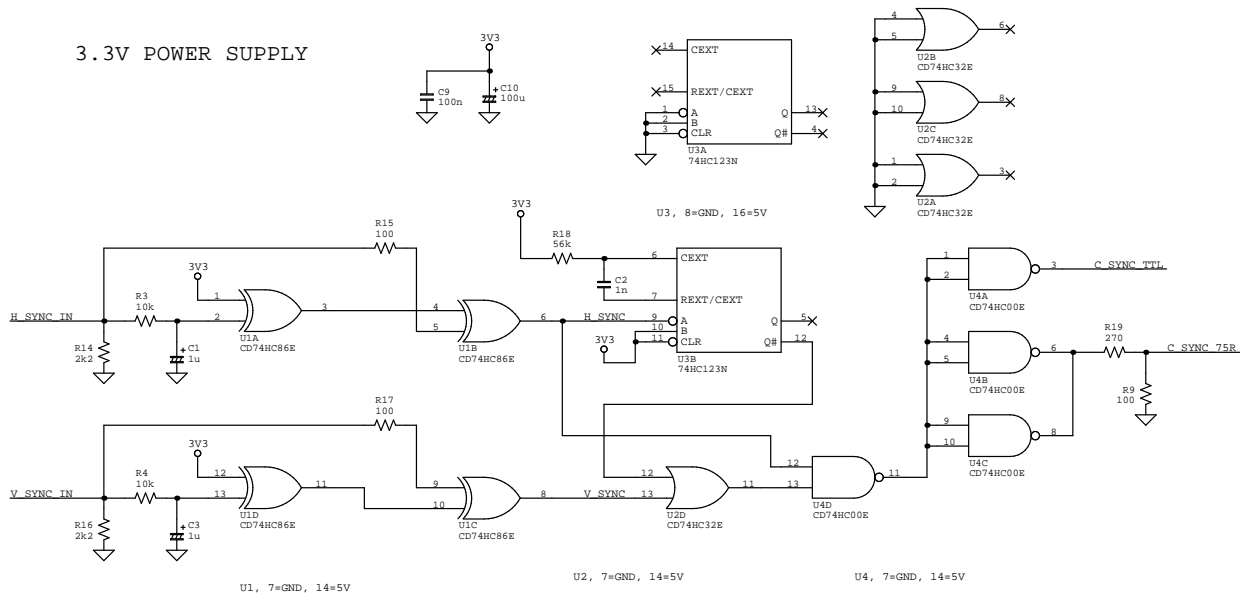 3.3V POWER SUPPLY
3V3
C9
100n
+
C10
100u
14
CEXT
15
REXT/CEXT
1
A
2
B
3
CLR
Q
13
Q#
4
U3A
74HC123N
U3, 8=GND, 16=5V
4
5
6
U2B
CD74HC32E
9
10
8
U2C
CD74HC32E
1
2
3
U2A
CD74HC32E
H_SYNC_IN
R14
2k2
R3
10k
+
C1
1u
3V3
1
2
3
U1A
CD74HC86E
R15
100
4
5
6
U1B
CD74HC86E
3V3
R18
56k
C2
1n
H_SYNC
3V3
6
CEXT
7
REXT/CEXT
9
A
10
B
11
CLR
Q
5
Q#
12
U3B
74HC123N
1
2
3
U4A
CD74HC00E
C_SYNC_TTL
4
5
6
U4B
CD74HC00E
9
10
8
U4C
CD74HC00E
R19
270
R9
100
C_SYNC_75R
V_SYNC_IN
R16
2k2
R4
10k
+
C3
1u
3V3
12
13
11
U1D
CD74HC86E
R17
100
9
10
8
U1C
CD74HC86E
V_SYNC
12
13
11
U2D
CD74HC32E
12
13
11
U4D
CD74HC00E
U1, 7=GND, 14=5V
U2, 7=GND, 14=5V
U4, 7=GND, 14=5V